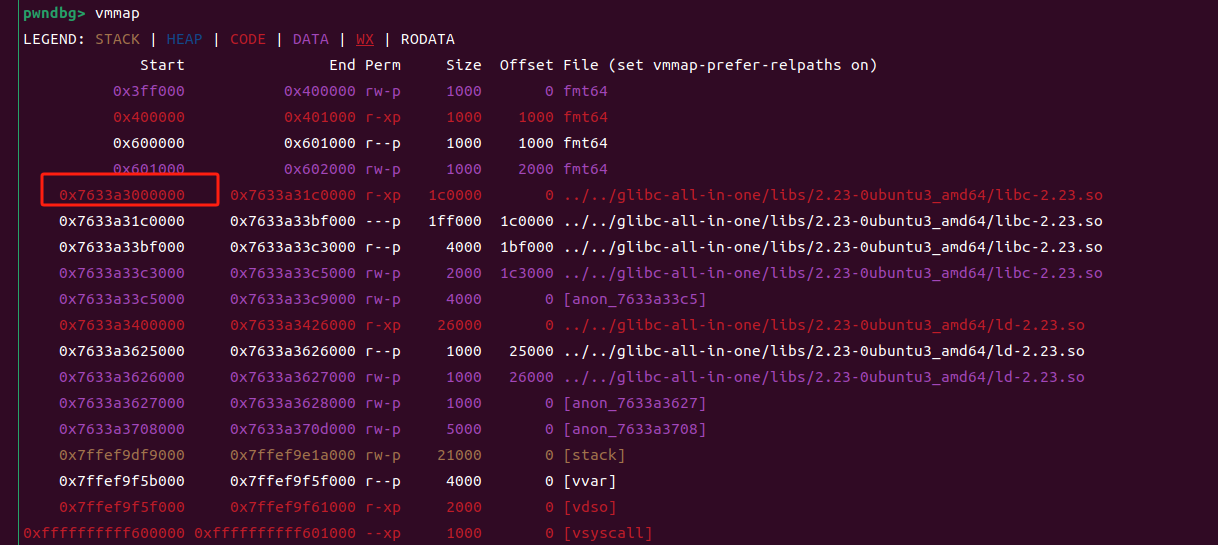 pwndbg> vmmap
LEGEND: STACK | HEAP | CODE | DATA | WX | RODATA
Start End Perm Size Offset File (set vmmap-prefer-relpaths on)
0x3ff000 0x400000 rw-p 1000 0 fmt64
0x400000 0x401000 r-xp 1000 1000 fmt64
0x600000 0x601000 r--p 1000 1000 fmt64
0x601000 0x602000 rw-p 1000 2000 fmt64
0x7633a3000000 0x7633a31c0000 r-xp 1c0000 0 ../../glibc-all-in-one/libs/2.23-0ubuntu3_amd64/libc-2.23.so
0x7633a31c0000 0x7633a33bf000 ---p 1ff000 1c0000 ../../glibc-all-in-one/libs/2.23-0ubuntu3_amd64/libc-2.23.so
0x7633a33bf000 0x7633a33c3000 r--p 4000 1bf000 ../../glibc-all-in-one/libs/2.23-0ubuntu3_amd64/libc-2.23.so
0x7633a33c3000 0x7633a33c5000 rw-p 2000 1c3000 ../../glibc-all-in-one/libs/2.23-0ubuntu3_amd64/libc-2.23.so
0x7633a33c5000 0x7633a33c9000 rw-p 4000 0 [anon_7633a33c5]
0x7633a3400000 0x7633a3426000 r-xp 26000 0 ../../glibc-all-in-one/libs/2.23-0ubuntu3_amd64/ld-2.23.so
0x7633a3625000 0x7633a3626000 r--p 1000 25000 ../../glibc-all-in-one/libs/2.23-0ubuntu3_amd64/ld-2.23.so
0x7633a3626000 0x7633a3627000 rw-p 1000 26000 ../../glibc-all-in-one/libs/2.23-0ubuntu3_amd64/ld-2.23.so
0x7633a3627000 0x7633a3628000 rw-p 1000 0 [anon_7633a3627]
0x7633a3708000 0x7633a370d000 rw-p 5000 0 [anon_7633a3708]
0x7ffef9df9000 0x7ffef9e1a000 rw-p 21000 0 [stack]
0x7ffef9f5b000 0x7ffef9f5f000 r--p 4000 0 [vvar]
0x7ffef9f5f000 0x7ffef9f61000 r-xp 2000 0 [vdso]
0xffffffffff600000 0xffffffffff601000 --xp 1000 0 [vsyscall]